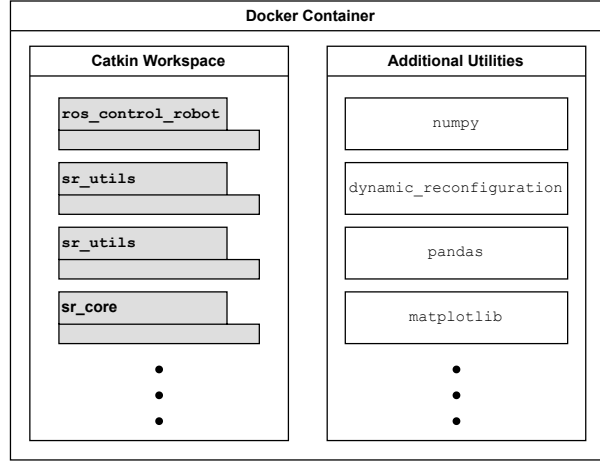 Docker Container
Catkin Workspace
ros_control_robot
sr_utils
sr_utils
sr_core
Additional Utilities
numpy
dynamic_reconfiguration
pandas
matplotlib